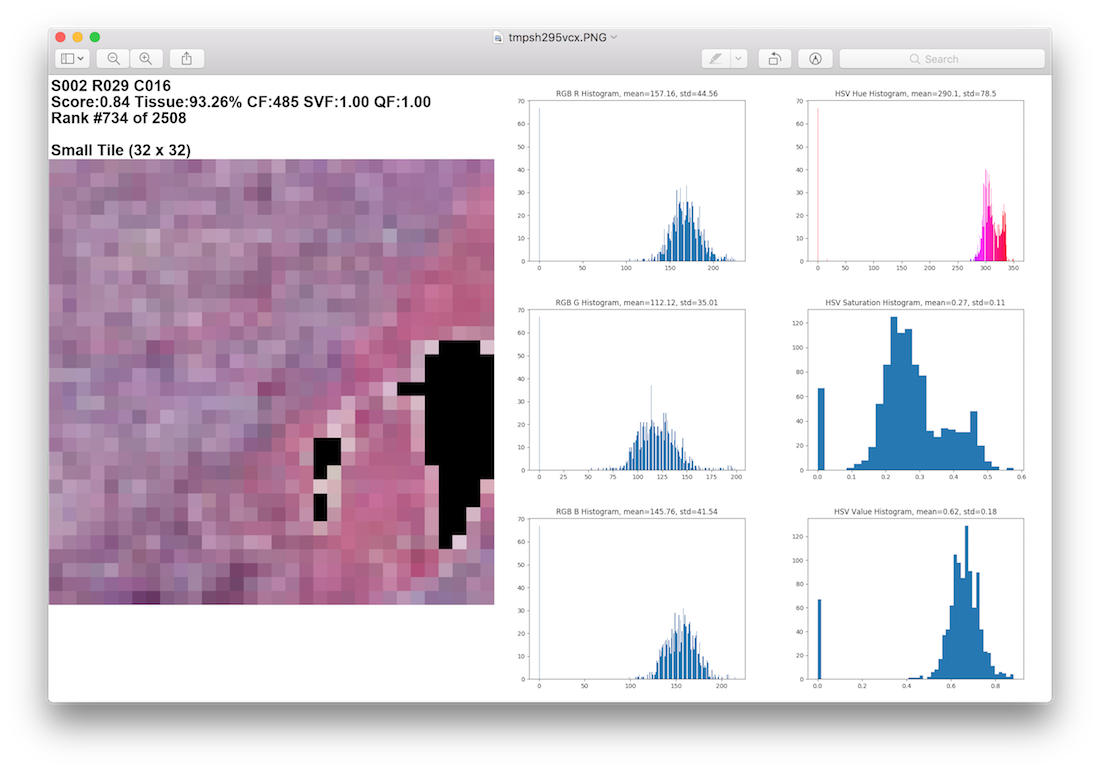 tmpsh295vcx.PNG
Search
S002 R029 C016
Score:0.84 Tissue:93.26% CF:485 SVF:1.00 QF:1.00
Rank #734 of 2508
Small Tile (32 x 32)
RGB R Histogram, mean=157.16, std=44.56
70
60
50
40
30
20
10
0
0 50 100 150 200
HSV Hue Histogram, mean=290.1, std=78.5
70
60
50
40
30
20
10
0
0 50 100 150 200 250 300 350
RGB G Histogram, mean=112.12, std=35.01
70
60
50
40
30
20
10
0
0 25 50 75 100 125 150 175 200
HSV Saturation Histogram, mean=0.27, std=0.11
120
100
80
60
40
20
0
0.0 0.1 0.2 0.3 0.4 0.5 0.6
RGB B Histogram, mean=145.76, std=41.54
70
60
50
40
30
20
10
0
0 50 100 150 200
HSV Value Histogram, mean=0.62, std=0.18
120
100
80
60
40
20
0
0.0 0.2 0.4 0.6 0.8